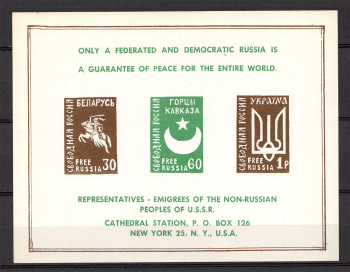 ONLY A FEDERATED AND DEMOCRATIC RUSSIA IS
A GUARANTEE OF PEACE FOR THE ENTIRE WORLD.
СВОБОДНАЯ РОССИЯ
БЕЛАРУСЬ
FREE
RUSSIA 30
СВОБОДНАЯ РОССИЯ
ГОРЦЫ
КАВКАЗА
FREE
RUSSIA 60
СВОБОДНАЯ РОССИЯ
УКРАЇНА
FREE
RUSSIA 1Р
REPRESENTATIVES - EMIGREES OF THE NON-RUSSIAN
PEOPLES OF U.S.S.R.
CATHEDRAL STATION, P. O. BOX 126
NEW YORK 25, N. Y., U.S.A.